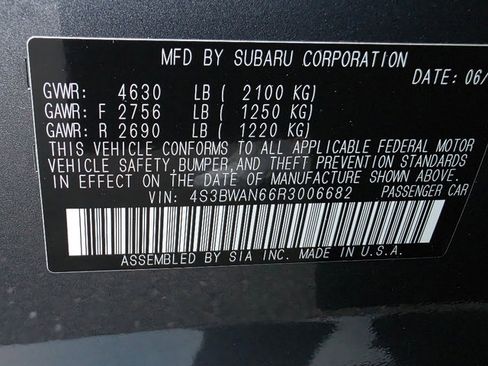 MFD BY SUBARU CORPORATION
DATE: 06/
GVWR: 4630 LB ( 2100 KG)
GAWR: F 2756 LB ( 1250 KG)
GAWR: R 2690 LB ( 1220 KG)
THIS VEHICLE CONFORMS TO ALL APPLICABLE FEDERAL MOTOR
VEHICLE SAFETY, BUMPER, AND THEFT PREVENTION STANDARDS
IN EFFECT ON THE DATE OF MANUFACTURE SHOWN ABOVE.
VIN: 4S3BWAN66R3006682 PASSENGER CAR
ASSEMBLED BY SIA INC. MADE IN U.S.A.